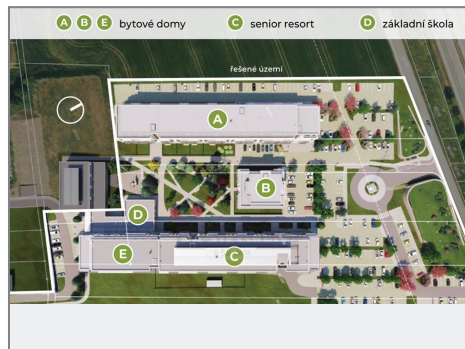 A B E bytové domy C senior resort D základní škola
řešené území
A
B
D
E C